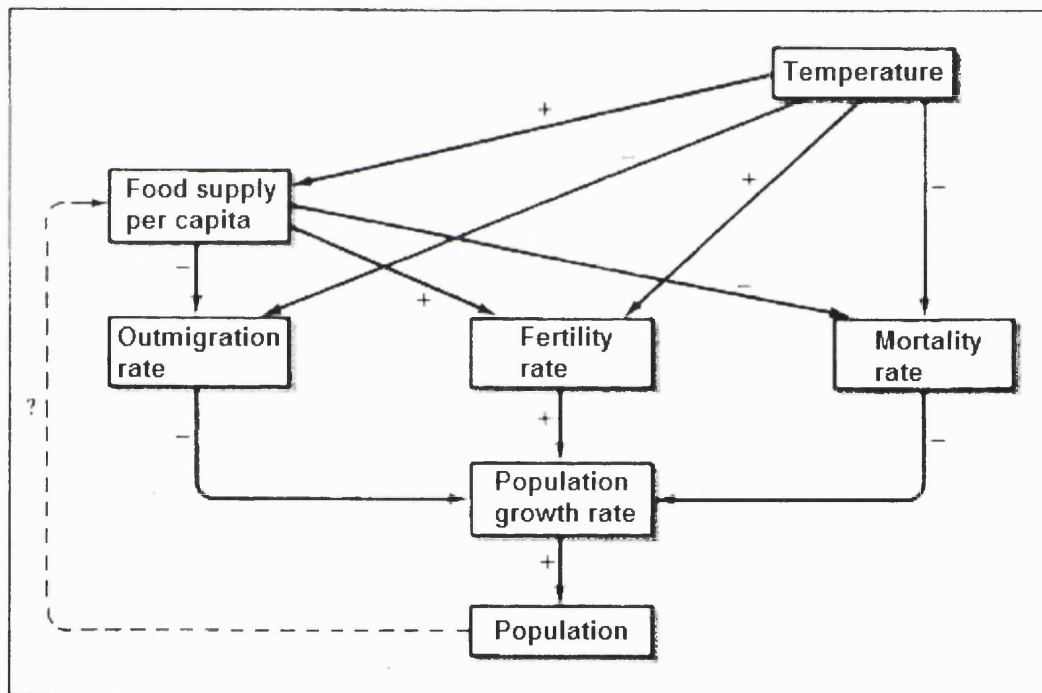 Temperature
+
−
+
−
Food supply
per capita
−
+
−
Outmigration
rate
Fertility
rate
Mortality
rate
?
−
+
−
Population
growth rate
+
Population